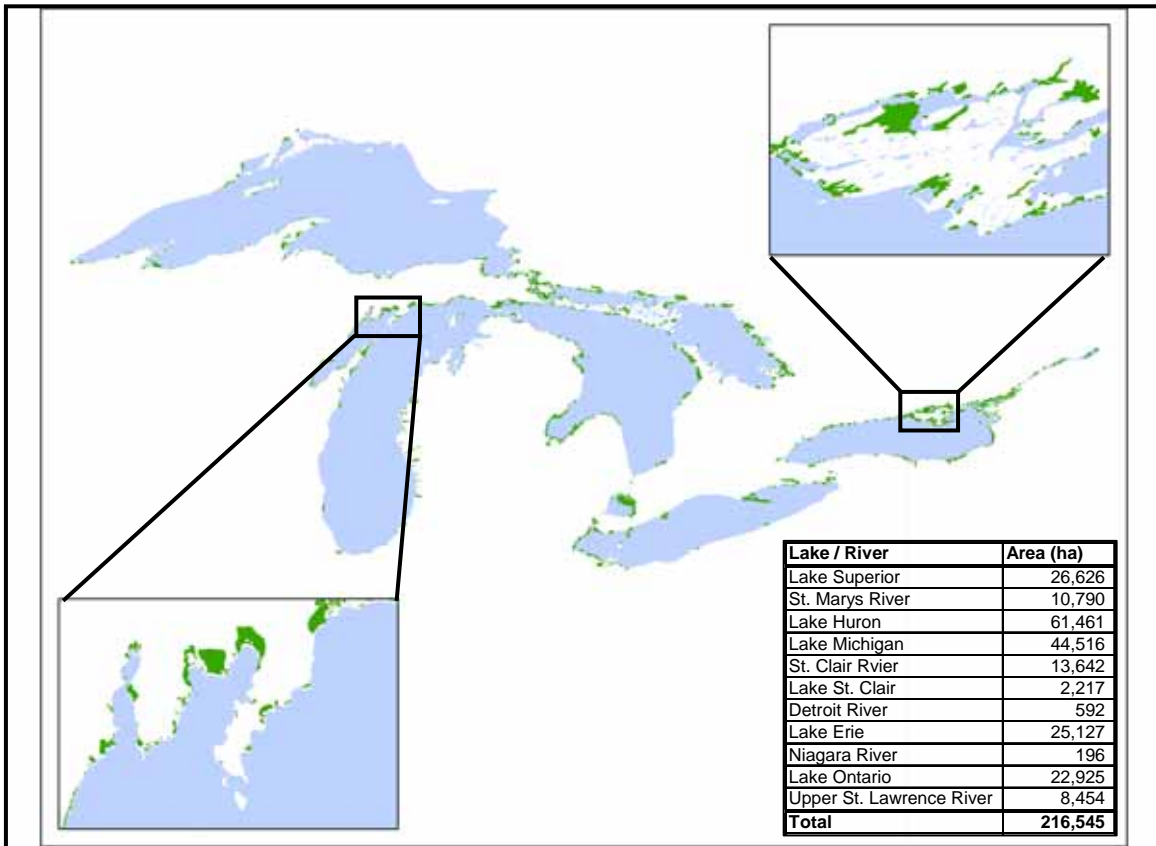 Lake / River Area (ha)
Lake Superior 26,626
St. Marys River 10,790
Lake Huron 61,461
Lake Michigan 44,516
St. Clair Rvier 13,642
Lake St. Clair 2,217
Detroit River 592
Lake Erie 25,127
Niagara River 196
Lake Ontario 22,925
Upper St. Lawrence River 8,454
Total 216,545